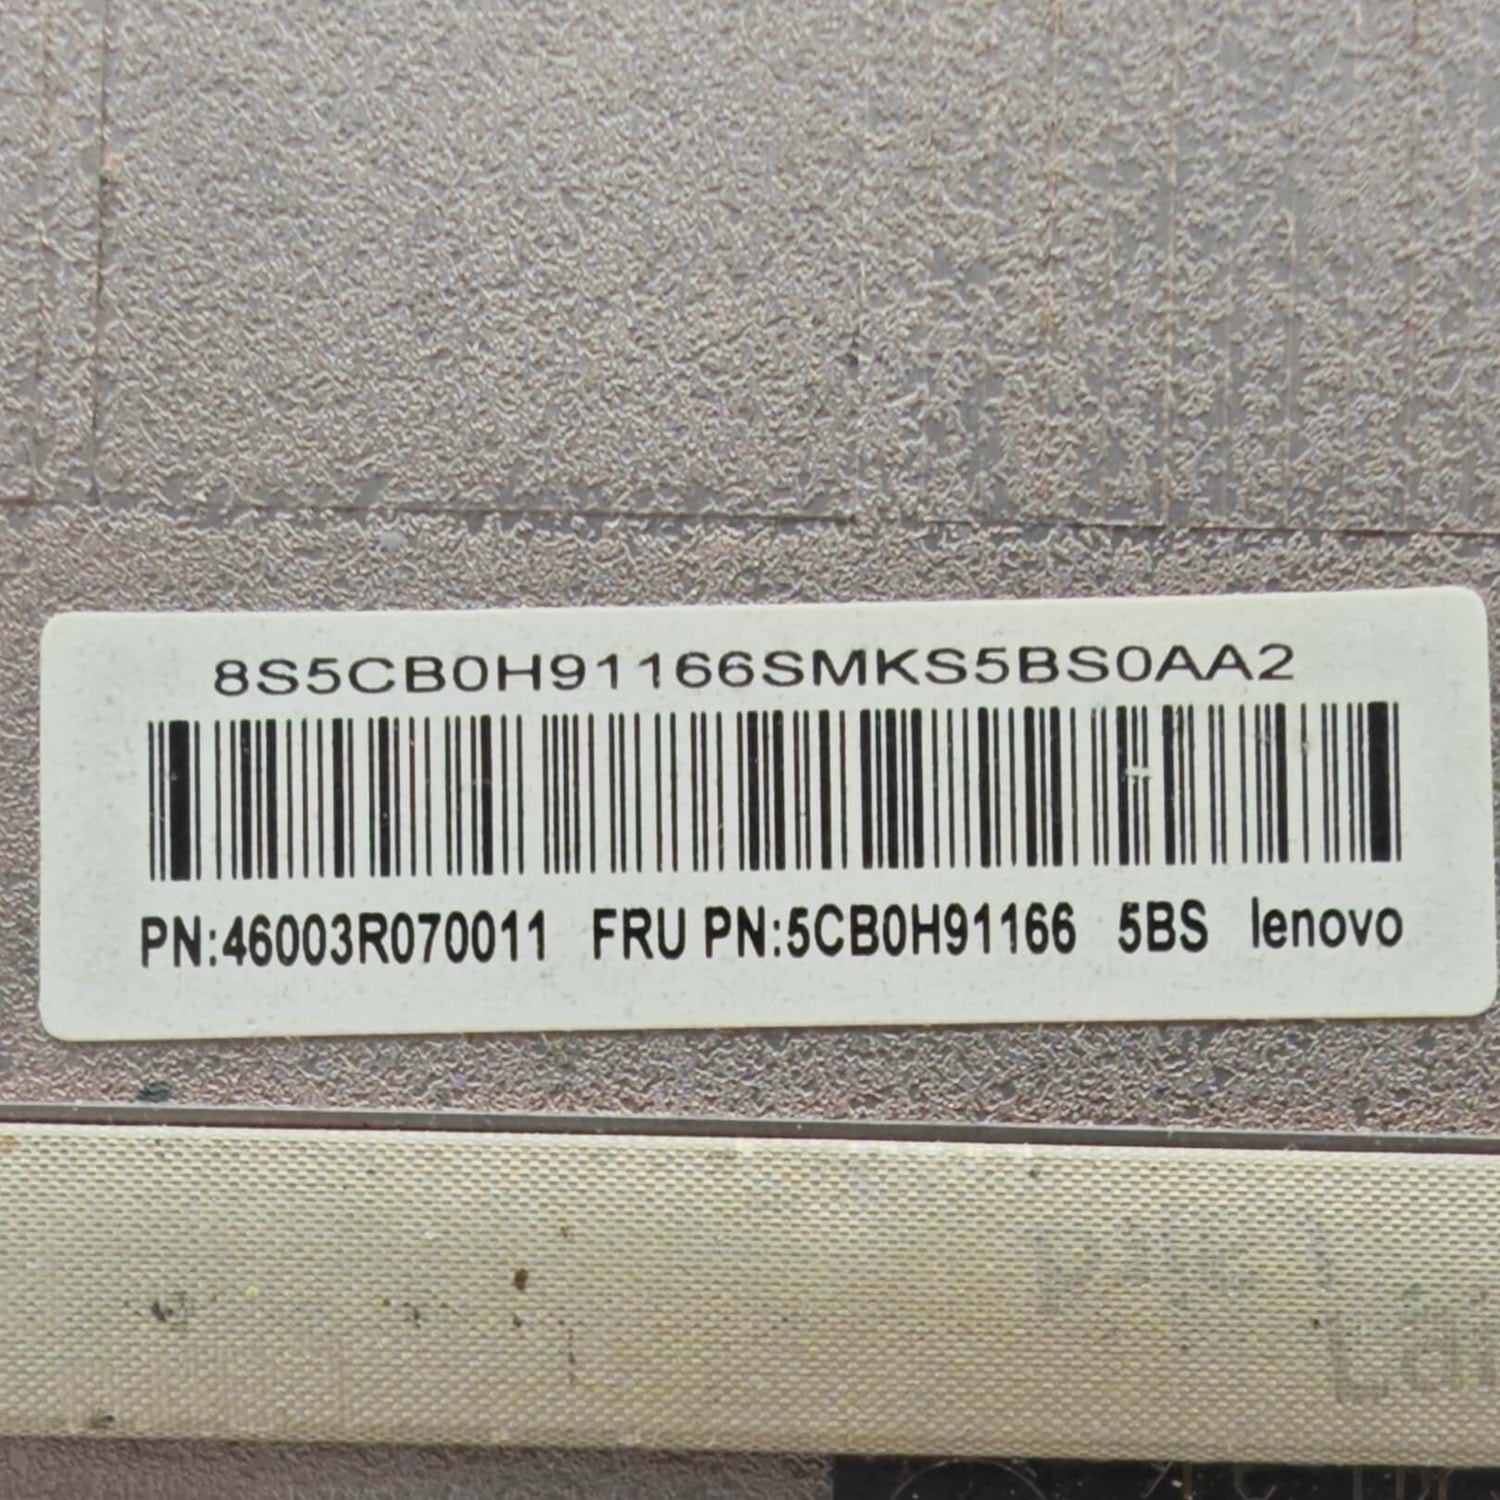 8S5CB0H91166SMKS5BS0AA2
PN:46003R070011 FRU PN:5CB0H91166 5BS lenovo